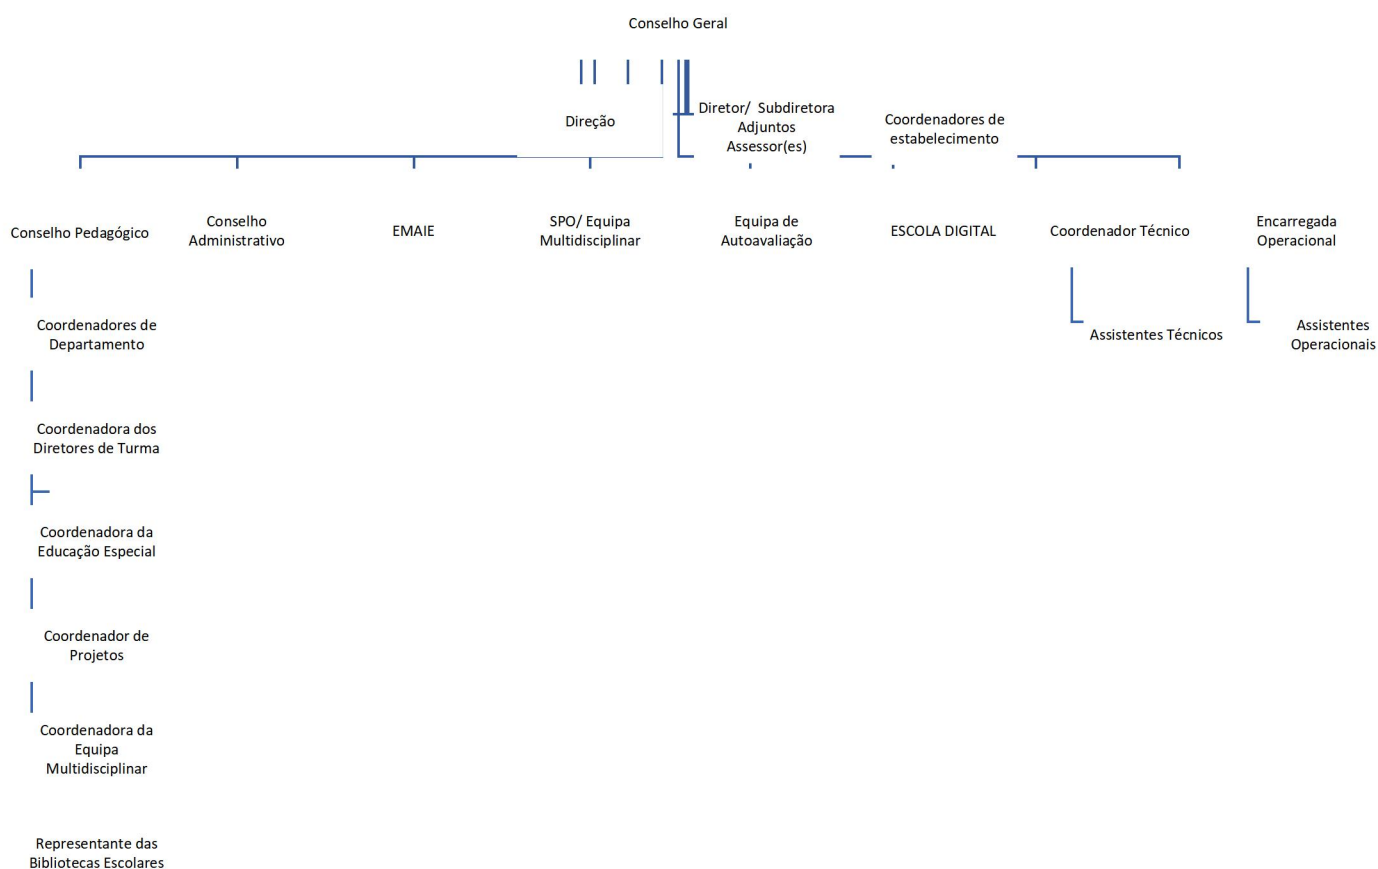 Conselho Geral
Direção
Diretor/ Subdiretora
Adjuntos
Assessor(es)
Coordenadores de
estabelecimento
Conselho Pedagógico
Conselho
Administrativo
EMAIE
SPO/ Equipa
Multidisciplinar
Equipa de
Autoavaliação
ESCOLA DIGITAL
Coordenador Técnico
Encarregada
Operacional
Coordenadores de
Departamento
Assistentes Técnicos
Assistentes
Operacionais
Coordenadora dos
Diretores de Turma
Coordenadora da
Educação Especial
Coordenador de
Projetos
Coordenadora da
Equipa
Multidisciplinar
Representante das
Bibliotecas Escolares